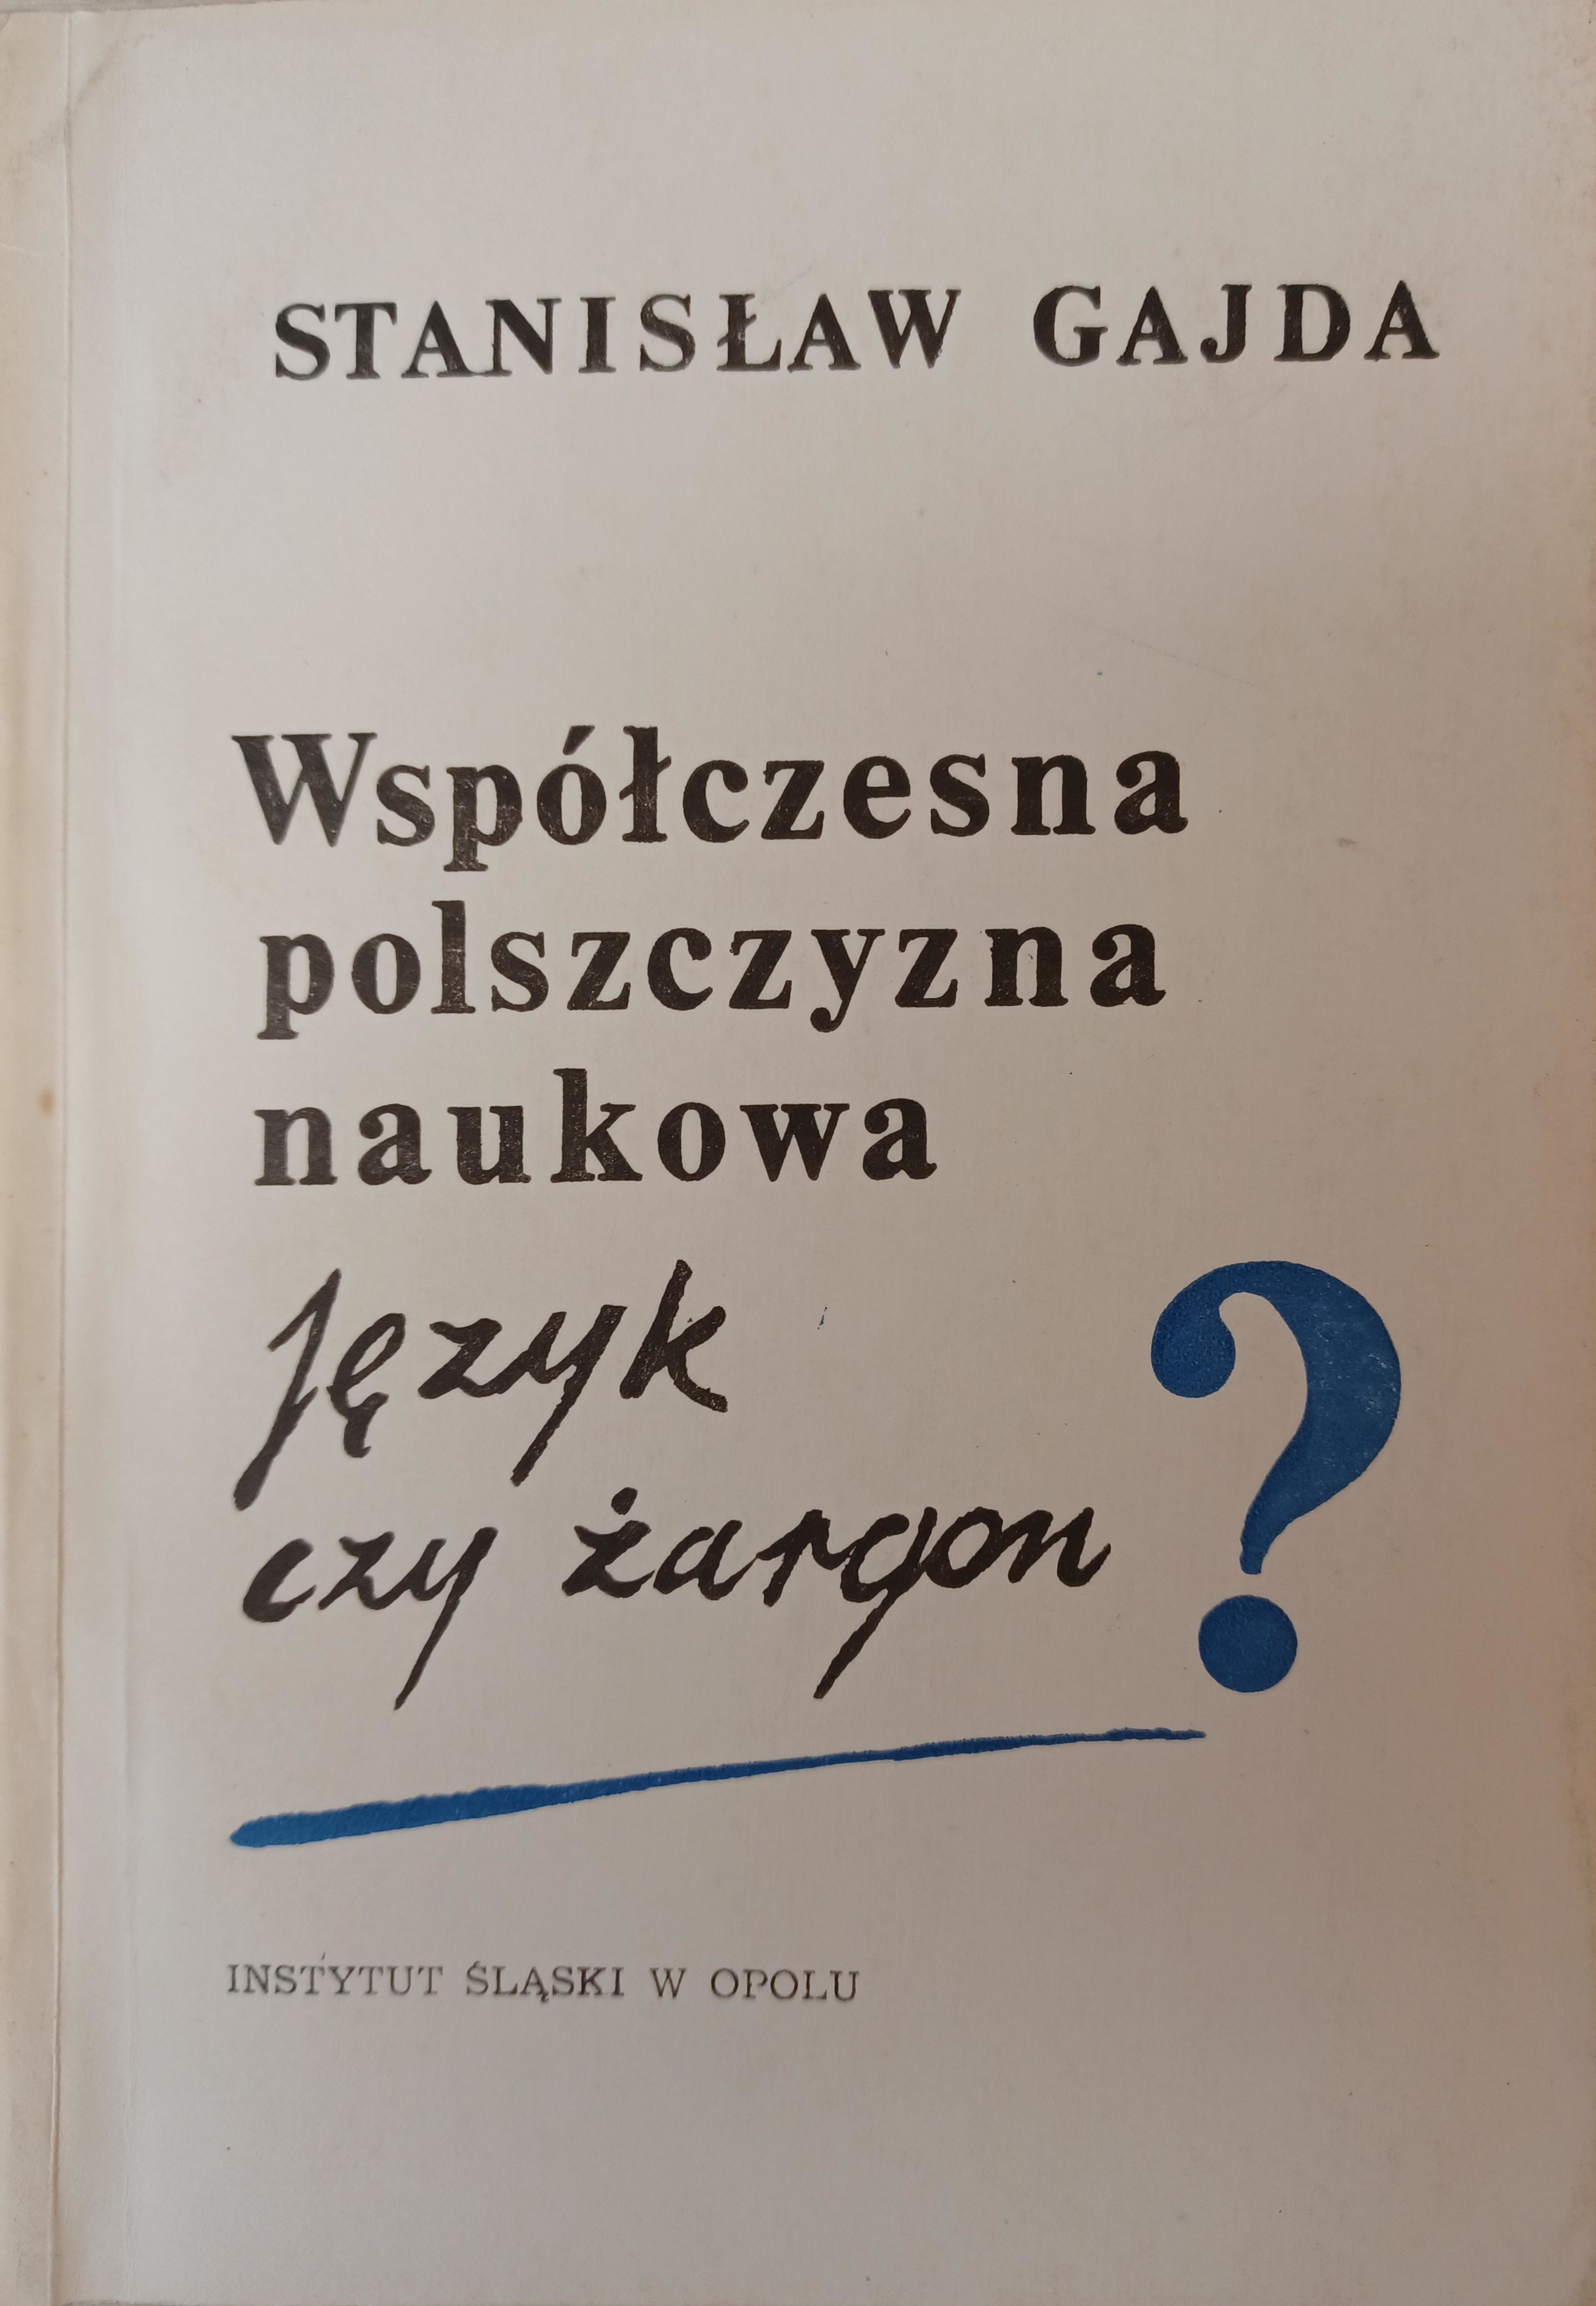 STANISŁAW GAJDA
Współczesna
polszczyzna
naukowa
Język
czy żargon ?
INSTYTUT ŚLĄSKI W OPOLU